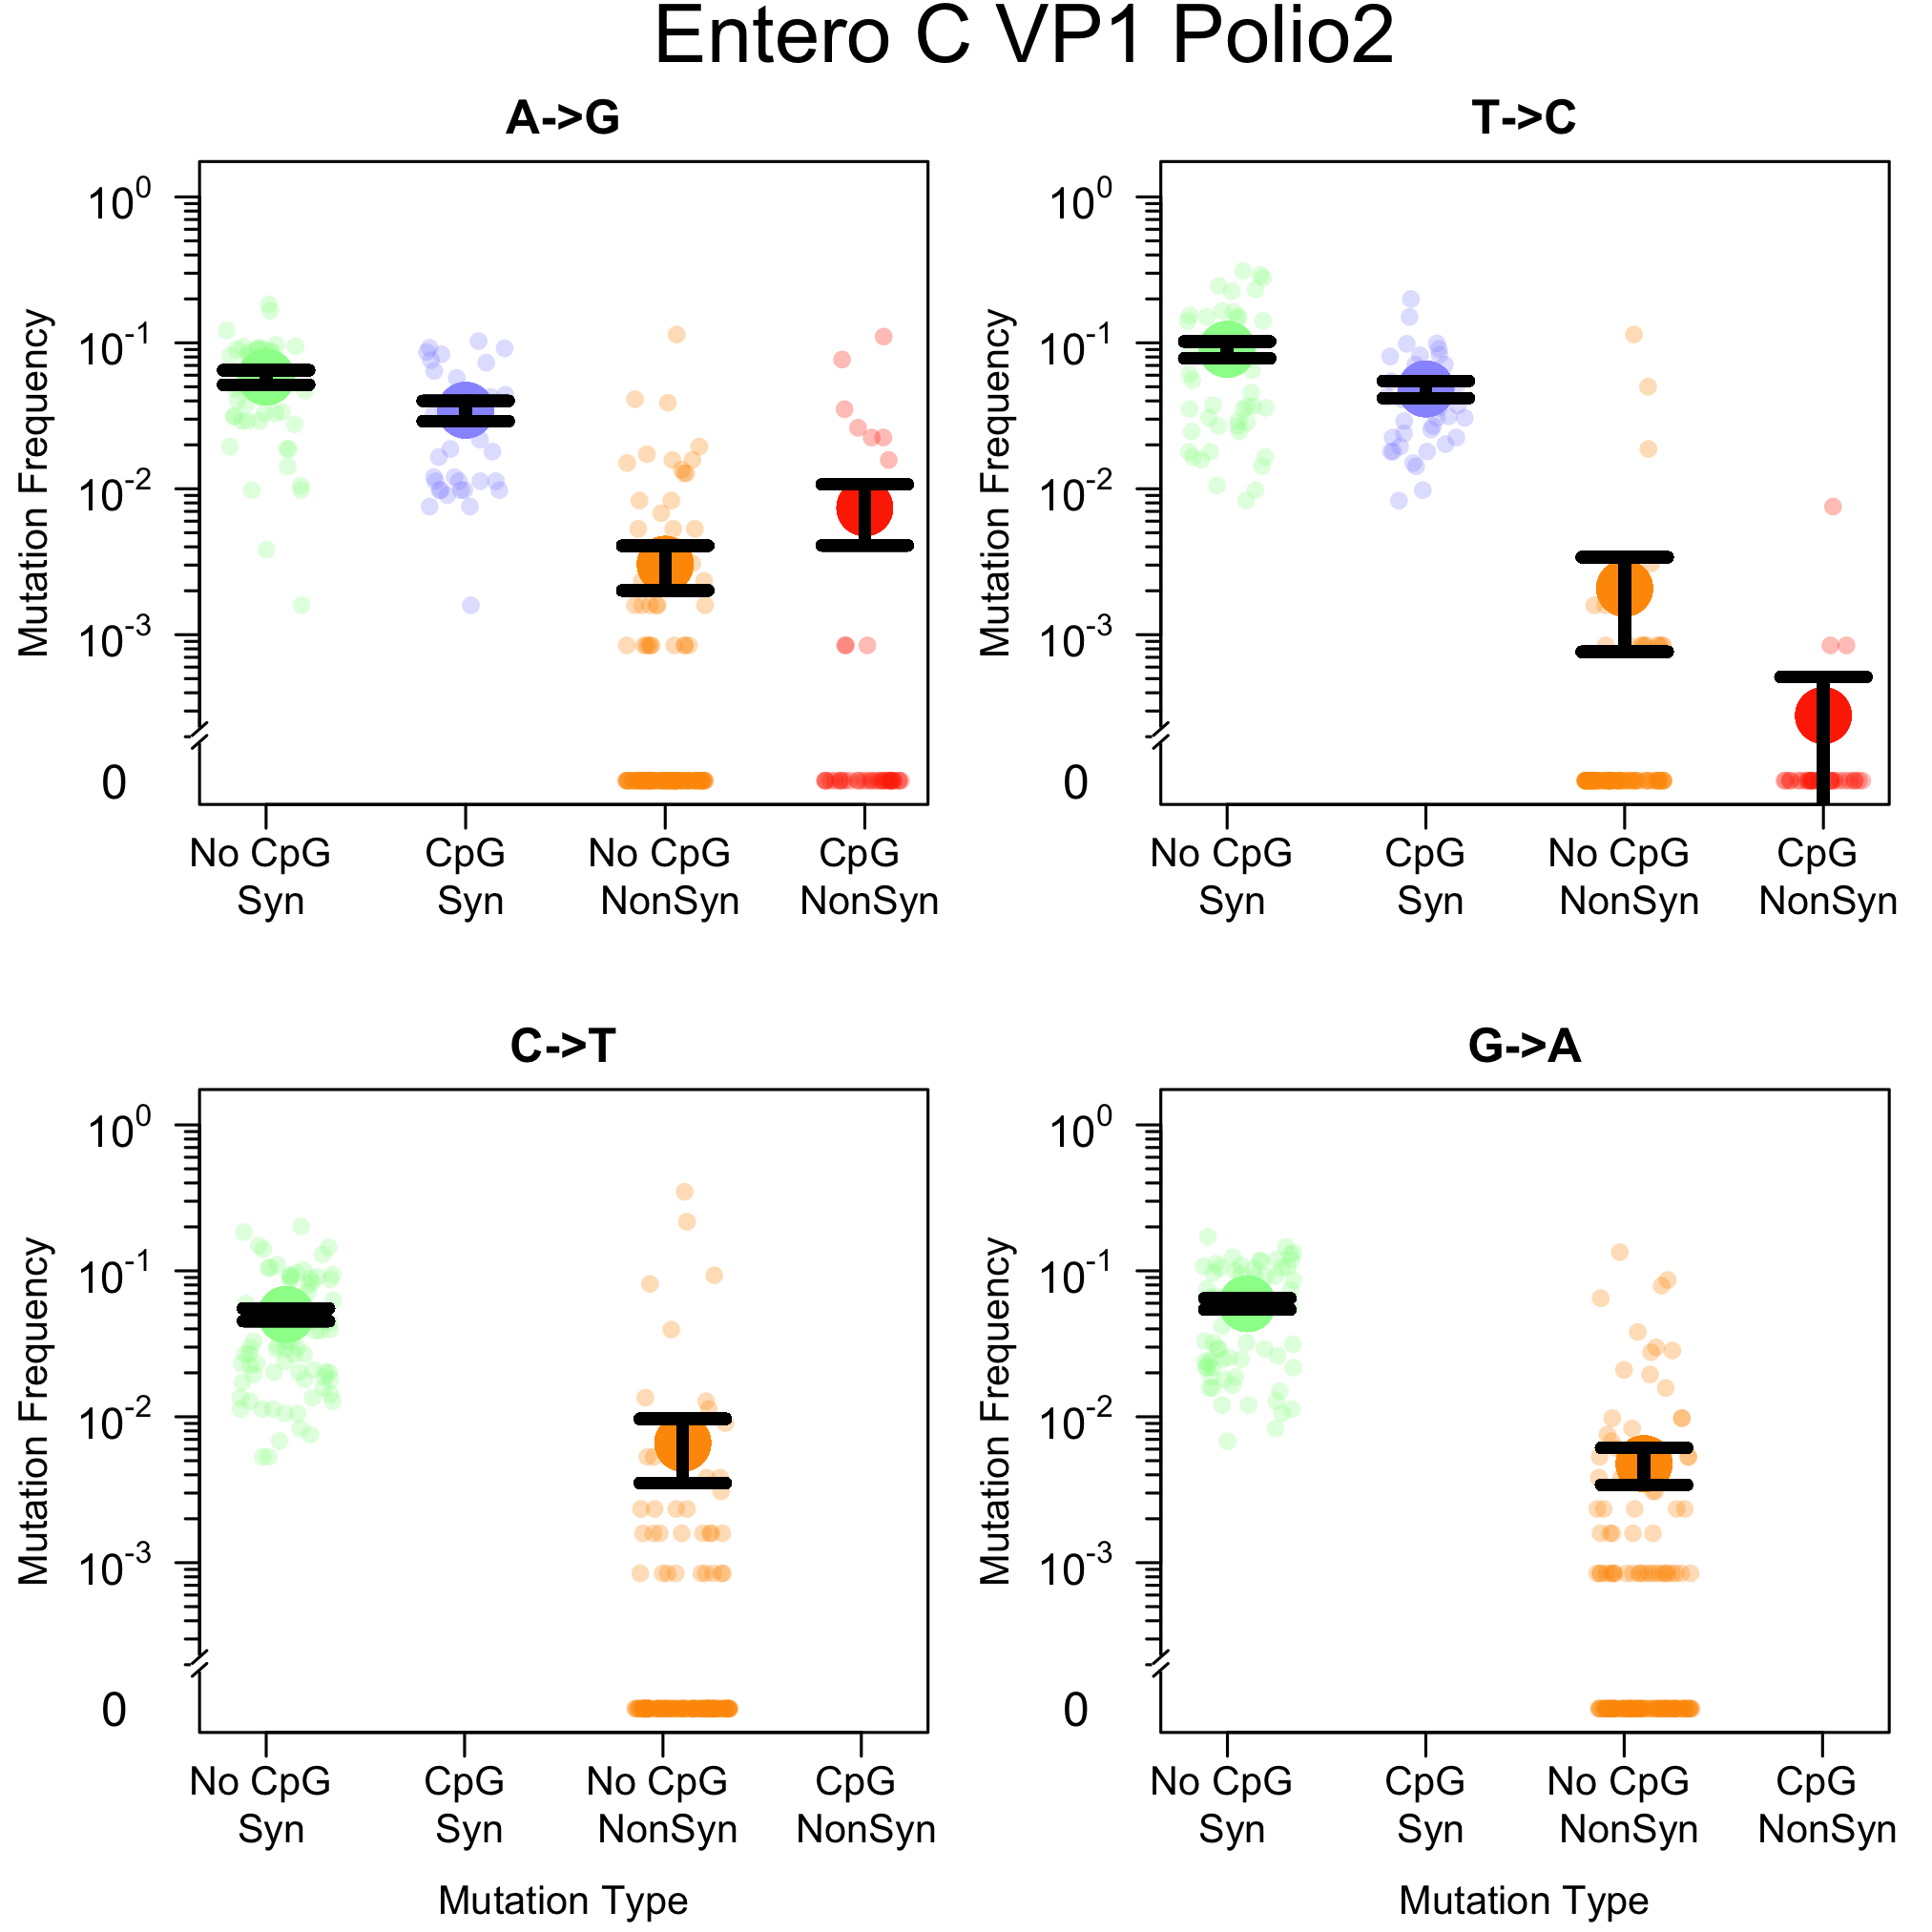 Entero C VP1 Polio2
A->G
Mutation Frequency
10^0
10^-1
10^-2
10^-3
0
No CpG CpG No CpG CpG
Syn Syn NonSyn NonSyn
T->C
Mutation Frequency
10^0
10^-1
10^-2
10^-3
0
No CpG CpG No CpG CpG
Syn Syn NonSyn NonSyn
C->T
Mutation Frequency
10^0
10^-1
10^-2
10^-3
0
No CpG CpG No CpG CpG
Syn Syn NonSyn NonSyn
Mutation Type
G->A
Mutation Frequency
10^0
10^-1
10^-2
10^-3
0
No CpG CpG No CpG CpG
Syn Syn NonSyn NonSyn
Mutation Type